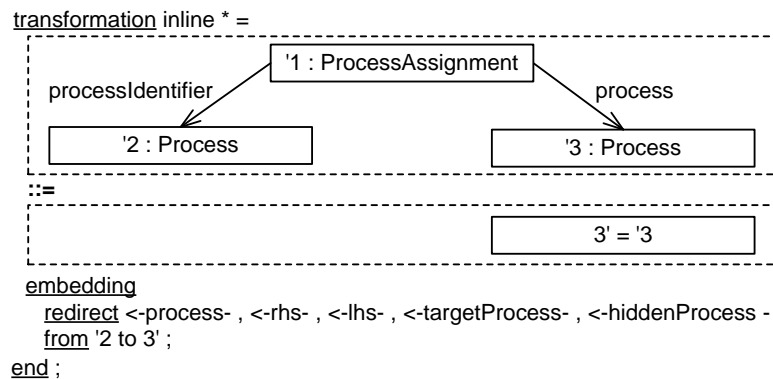 transformation inline * =
'1 : ProcessAssignment
processIdentifier
process
'2 : Process
'3 : Process
::=
3' = '3
embedding
redirect <-process- , <-rhs- , <-lhs- , <-targetProcess- , <-hiddenProcess -
from '2 to 3' ;
end ;